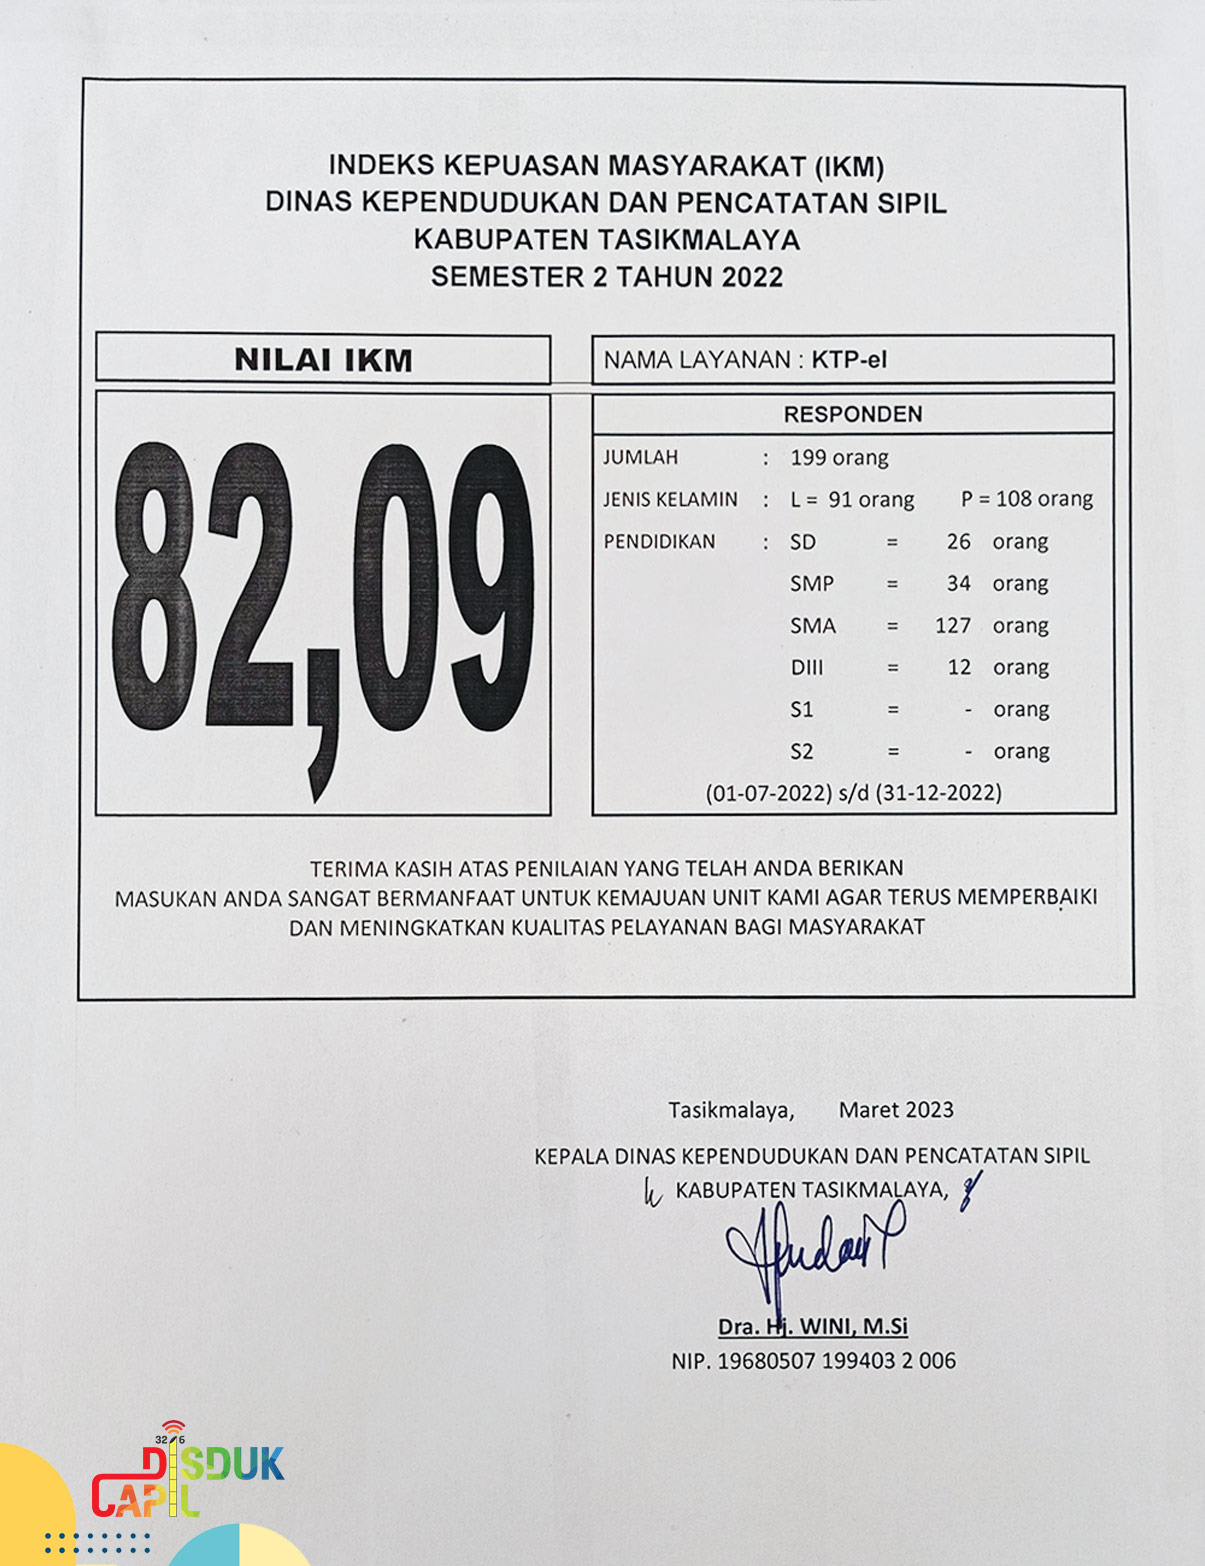 INDEKS KEPUASAN MASYARAKAT (IKM)
DINAS KEPENDUDUKAN DAN PENCATATAN SIPIL
KABUPATEN TASIKMALAYA
SEMESTER 2 TAHUN 2022
NILAI IKM
82,09
NAMA LAYANAN : KTP-el
RESPONDEN
JUMLAH : 199 orang
JENIS KELAMIN : L = 91 orang P = 108 orang
PENDIDIKAN : SD = 26 orang
SMP = 34 orang
SMA = 127 orang
DIII = 12 orang
S1 = - orang
S2 = - orang
(01-07-2022) s/d (31-12-2022)
TERIMA KASIH ATAS PENILAIAN YANG TELAH ANDA BERIKAN
MASUKAN ANDA SANGAT BERMANFAAT UNTUK KEMAJUAN UNIT KAMI AGAR TERUS MEMPERBAIKI
DAN MENINGKATKAN KUALITAS PELAYANAN BAGI MASYARAKAT
Tasikmalaya, Maret 2023
KEPALA DINAS KEPENDUDUKAN DAN PENCATATAN SIPIL
KABUPATEN TASIKMALAYA,
Dra. Hj. WINI, M.Si
NIP. 19680507 199403 2 006
DISDUK
CAPIL